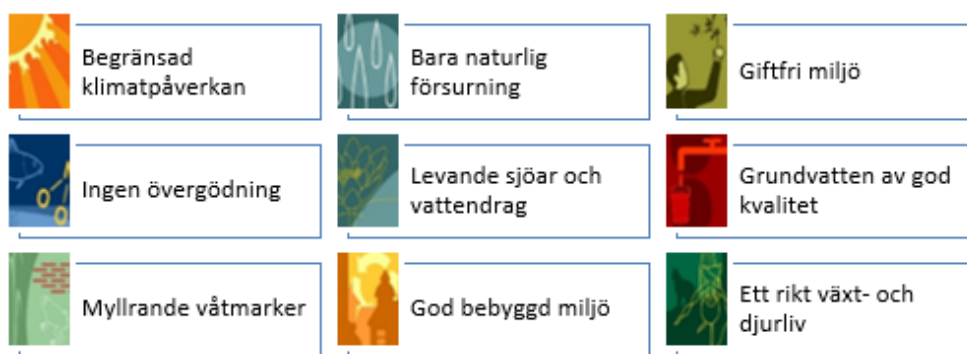 Begränsad
klimatpåverkan
Bara naturlig
försurning
Giftfri miljö
Ingen övergödning
Levande sjöar och
vattendrag
Grundvatten av god
kvalitet
Myllrande våtmarker
God bebyggd miljö
Ett rikt växt- och
djurliv